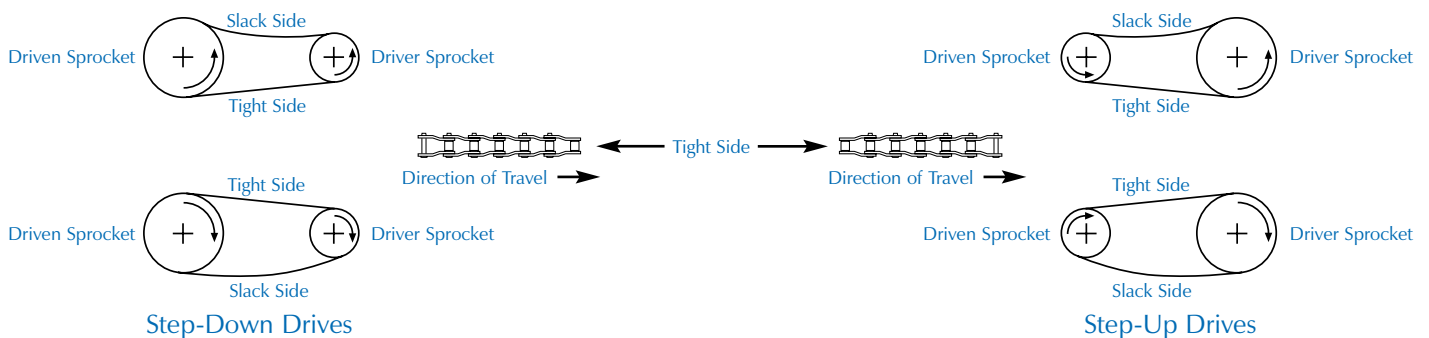 Slack Side
Driven Sprocket
Driver Sprocket
Tight Side
Slack Side
Driven Sprocket
Driver Sprocket
Tight Side
Tight Side
Direction of Travel
Direction of Travel
Tight Side
Driven Sprocket
Driver Sprocket
Slack Side
Step-Down Drives
Tight Side
Driven Sprocket
Driver Sprocket
Slack Side
Step-Up Drives